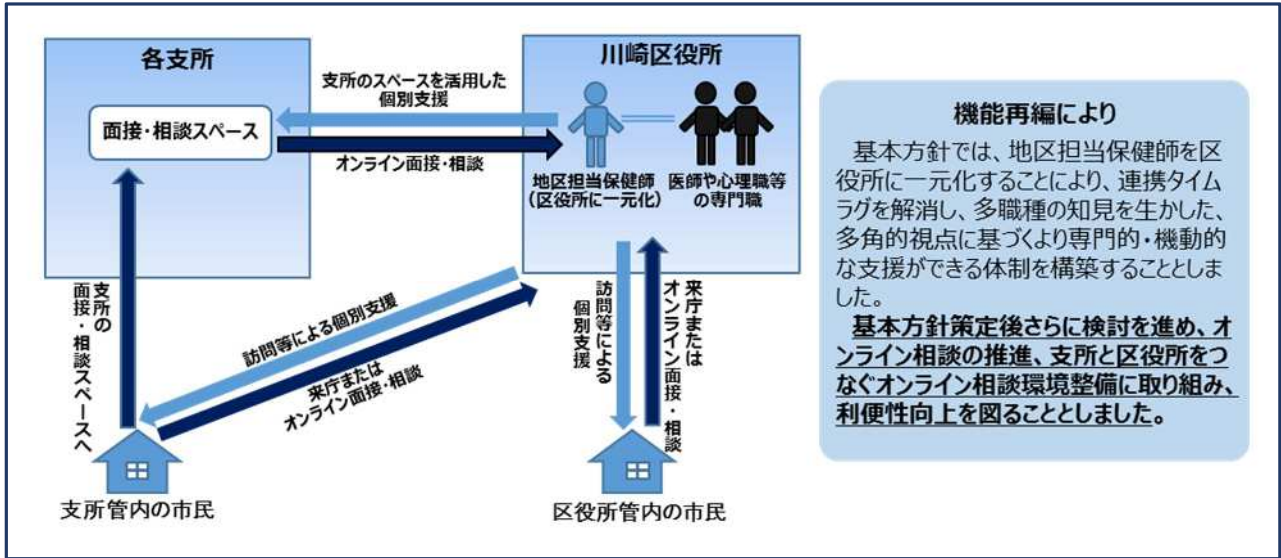 各支所
面接・相談スペース
支所のスペースを活用した
個別支援
オンライン面接・相談
川崎区役所
地区担当保健師
（区役所に一元化）
医師や心理職等
の専門職
支所の
面接・相談スペースへ
訪問等による個別支援
来庁または
オンライン面接・相談
訪問等による
個別支援
来庁または
オンライン面接・相談
支所管内の市民
区役所管内の市民
機能再編により
基本方針では、地区担当保健師を区
役所に一元化することにより、連携タイム
ラグを解消し、多職種の知見を生かした、
多角的視点に基づくより専門的・機動的
な支援ができる体制を構築することとしま
した。
基本方針策定後さらに検討を進め、オ
ンライン相談の推進、支所と区役所をつ
なぐオンライン相談環境整備に取り組み、
利便性向上を図ることとしました。